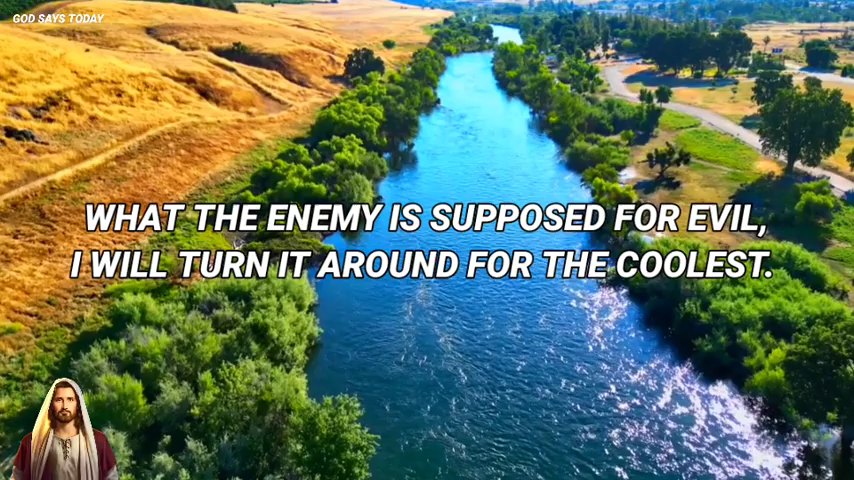 GOD SAYS TODAY
WHAT THE ENEMY IS SUPPOSED FOR EVIL,
I WILL TURN IT AROUND FOR THE COOLEST.